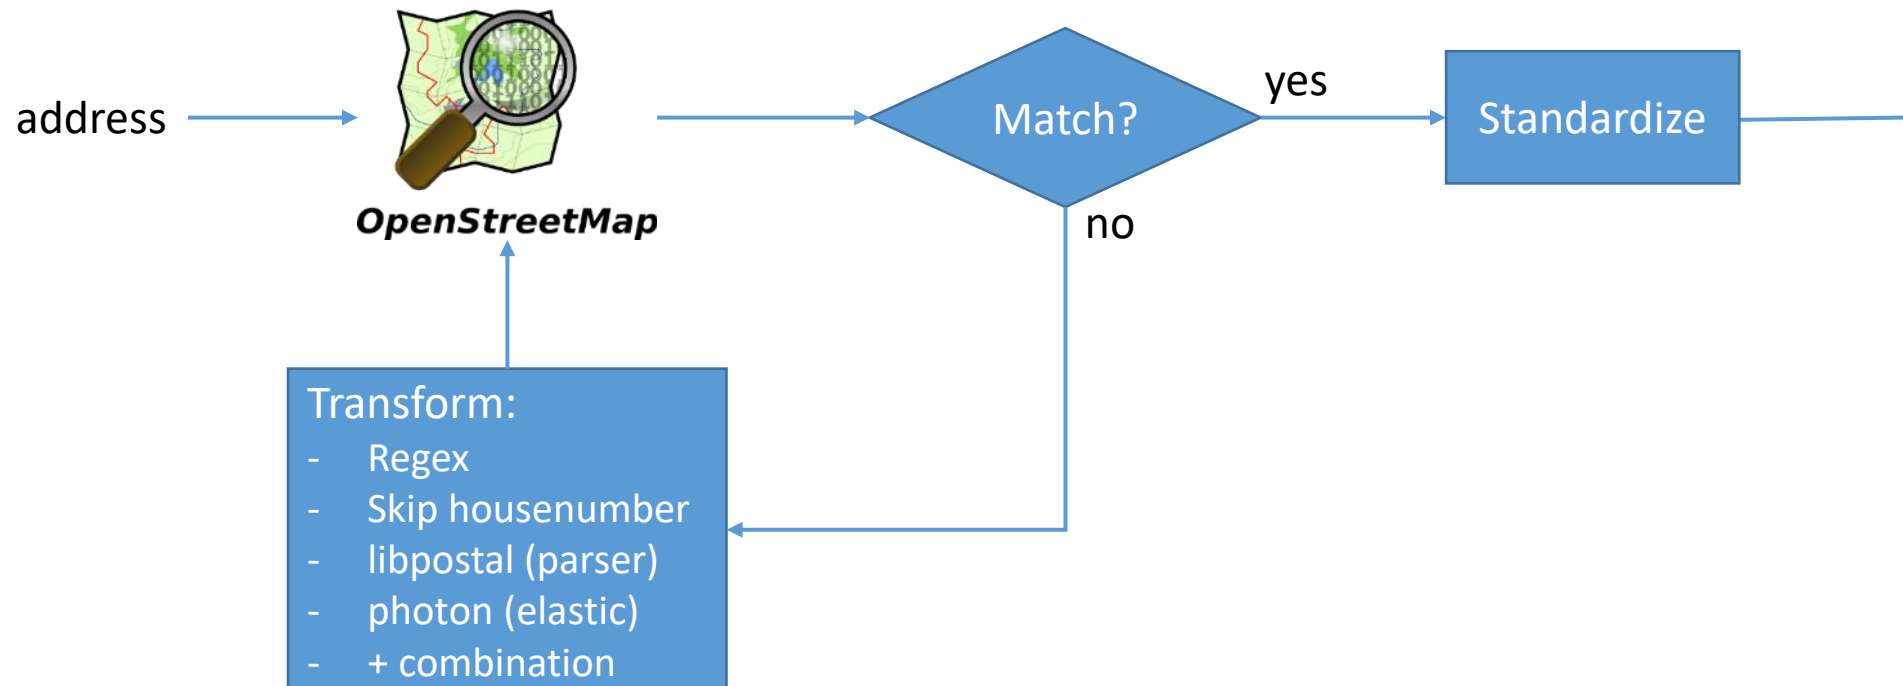 address
OpenStreetMap
Match?
yes
Standardize
no
Transform:
- Regex
- Skip housenumber
- libpostal (parser)
- photon (elastic)
- + combination